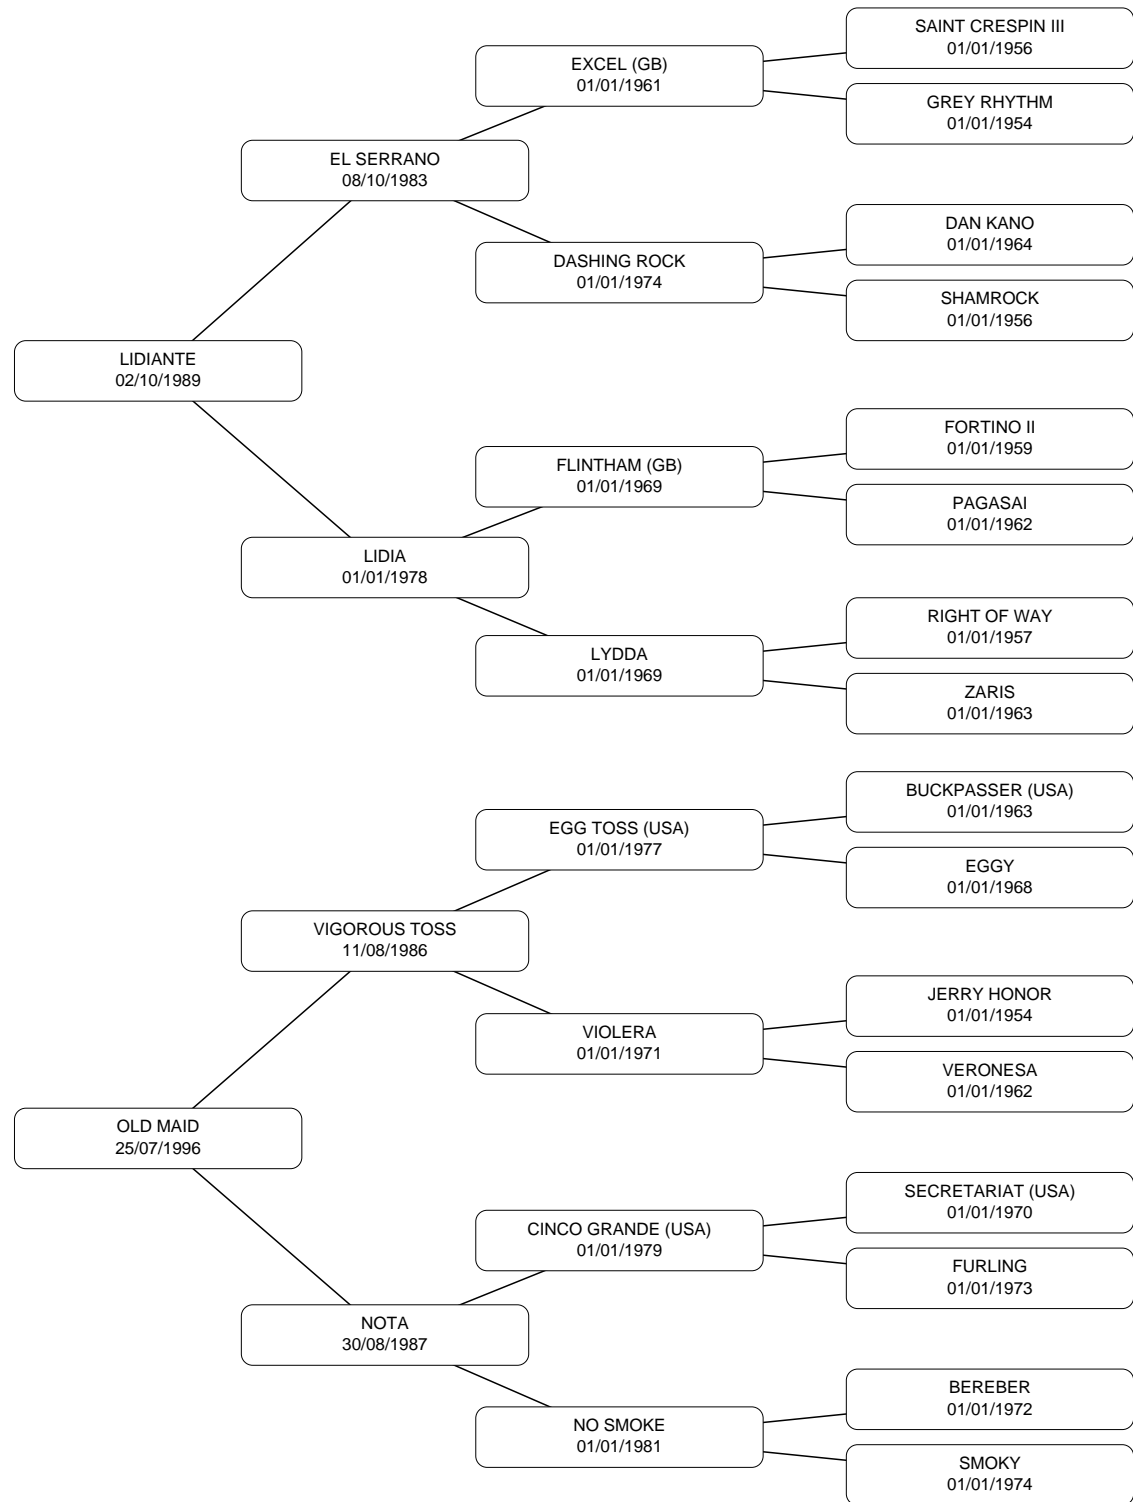 SAINT CRESPIN III
01/01/1956
EXCEL (GB)
01/01/1961
GREY RHYTHM
01/01/1954
EL SERRANO
08/10/1983
DAN KANO
01/01/1964
DASHING ROCK
01/01/1974
SHAMROCK
01/01/1956
LIDIANTE
02/10/1989
FORTINO II
01/01/1959
FLINTHAM (GB)
01/01/1969
PAGASAI
01/01/1962
LIDIA
01/01/1978
RIGHT OF WAY
01/01/1957
LYDDA
01/01/1969
ZARIS
01/01/1963
BUCKPASSER (USA)
01/01/1963
EGG TOSS (USA)
01/01/1977
EGGY
01/01/1968
VIGOROUS TOSS
11/08/1986
JERRY HONOR
01/01/1954
VIOLERA
01/01/1971
VERONESA
01/01/1962
OLD MAID
25/07/1996
SECRETARIAT (USA)
01/01/1970
CINCO GRANDE (USA)
01/01/1979
FURLING
01/01/1973
NOTA
30/08/1987
BEREBER
01/01/1972
NO SMOKE
01/01/1981
SMOKY
01/01/1974